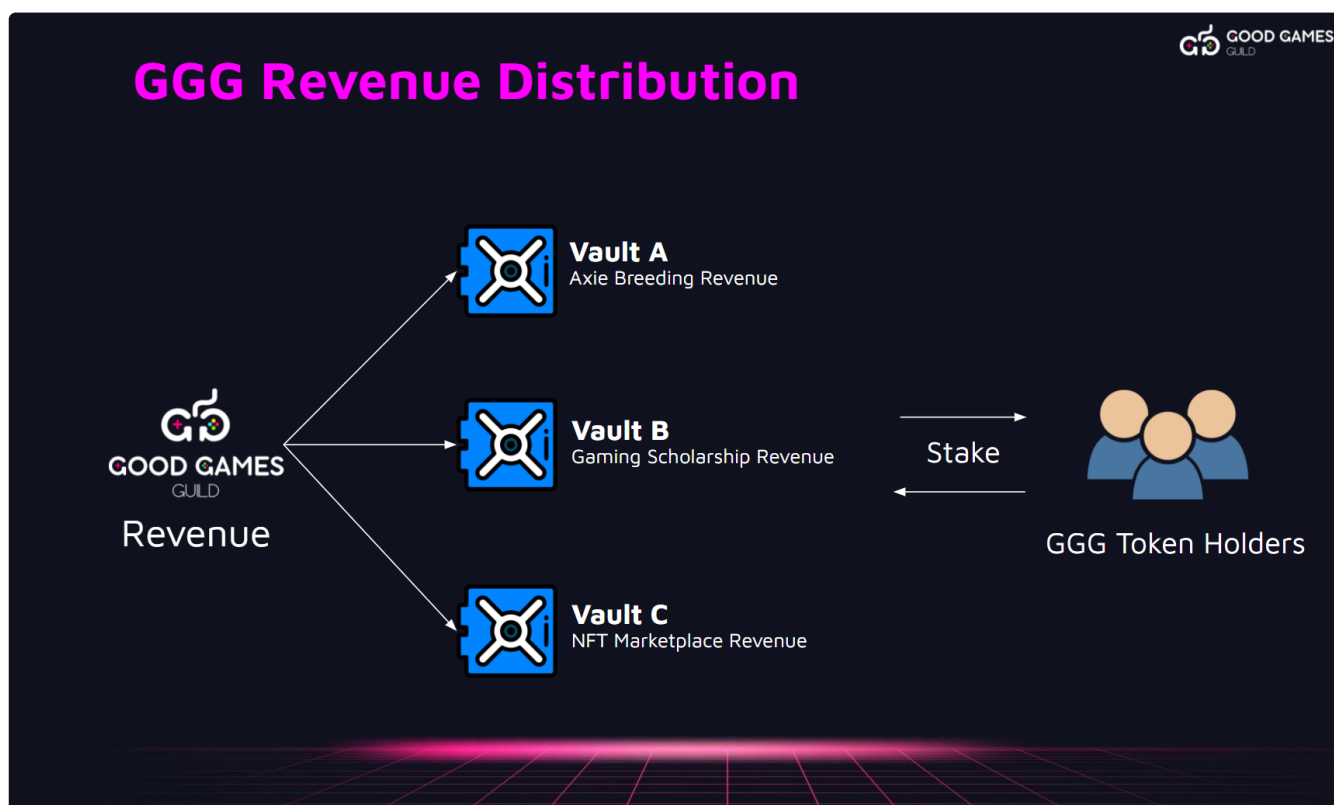 GOOD GAMES
GUILD
GGG Revenue Distribution
Vault A
Axie Breeding Revenue
GOOD GAMES
GUILD
Revenue
Vault B
Gaming Scholarship Revenue
Stake
GGG Token Holders
Vault C
NFT Marketplace Revenue